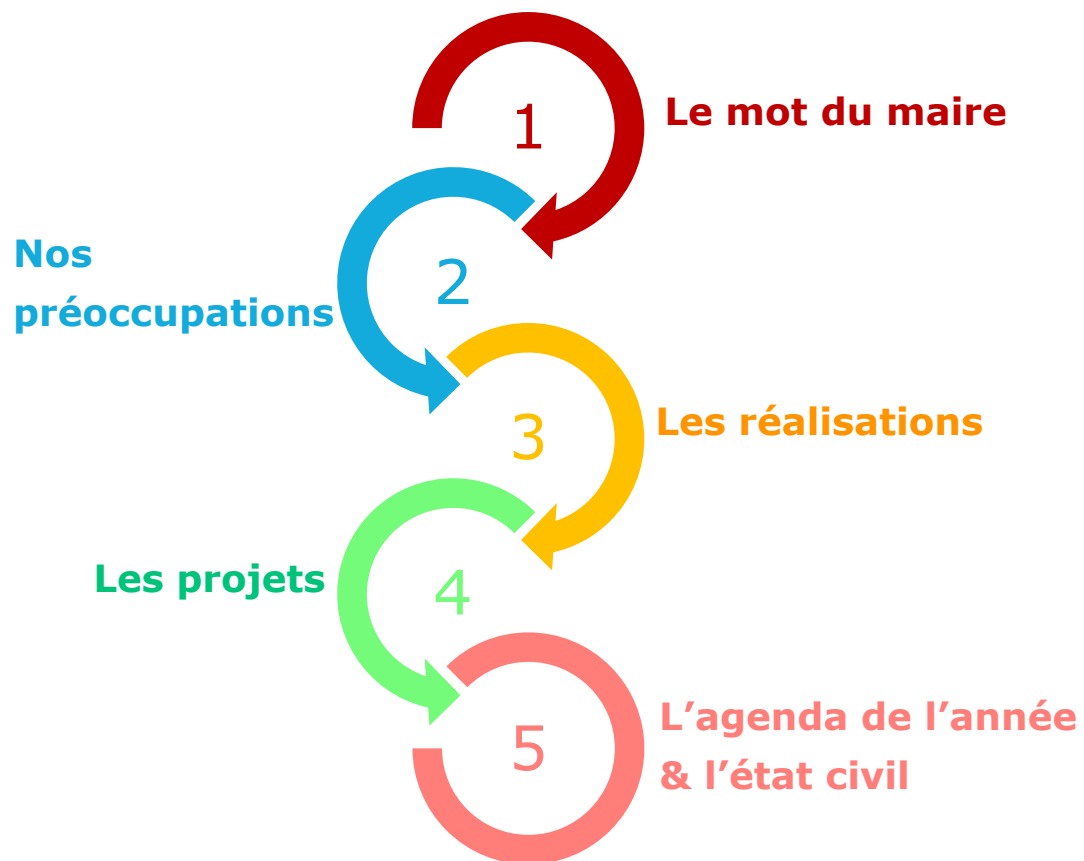 1
Le mot du maire
2
Nos
préoccupations
3
Les réalisations
4
Les projets
5
L’agenda de l’année
& l’état civil